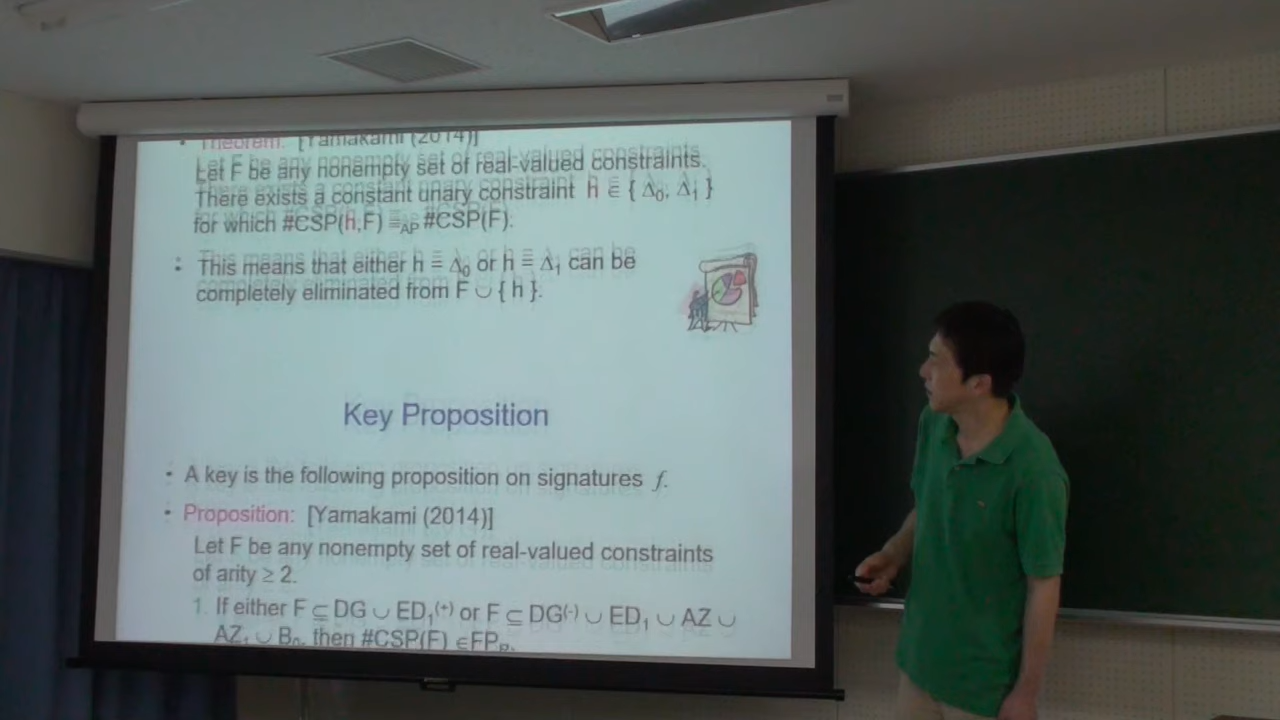 • Theorem: [Yamakami (2014)]
Let F be any nonempty set of real-valued constraints.
There exists a constant unary constraint h ∈ { Δ₀, Δ₁ }
for which #CSP(h,F) ≡AP #CSP(F).
• This means that either h = Δ₀ or h = Δ₁ can be
completely eliminated from F ∪ { h }.
Key Proposition
• A key is the following proposition on signatures f.
• Proposition: [Yamakami (2014)]
Let F be any nonempty set of real-valued constraints
of arity ≥ 2.
1. If either F ⊆ DG ∪ ED₁⁽⁺⁾ or F ⊆ DG⁽⁻⁾ ∪ ED₁ ∪ AZ ∪
AZ₁ ∪ B₀, then #CSP(F) ∈FP